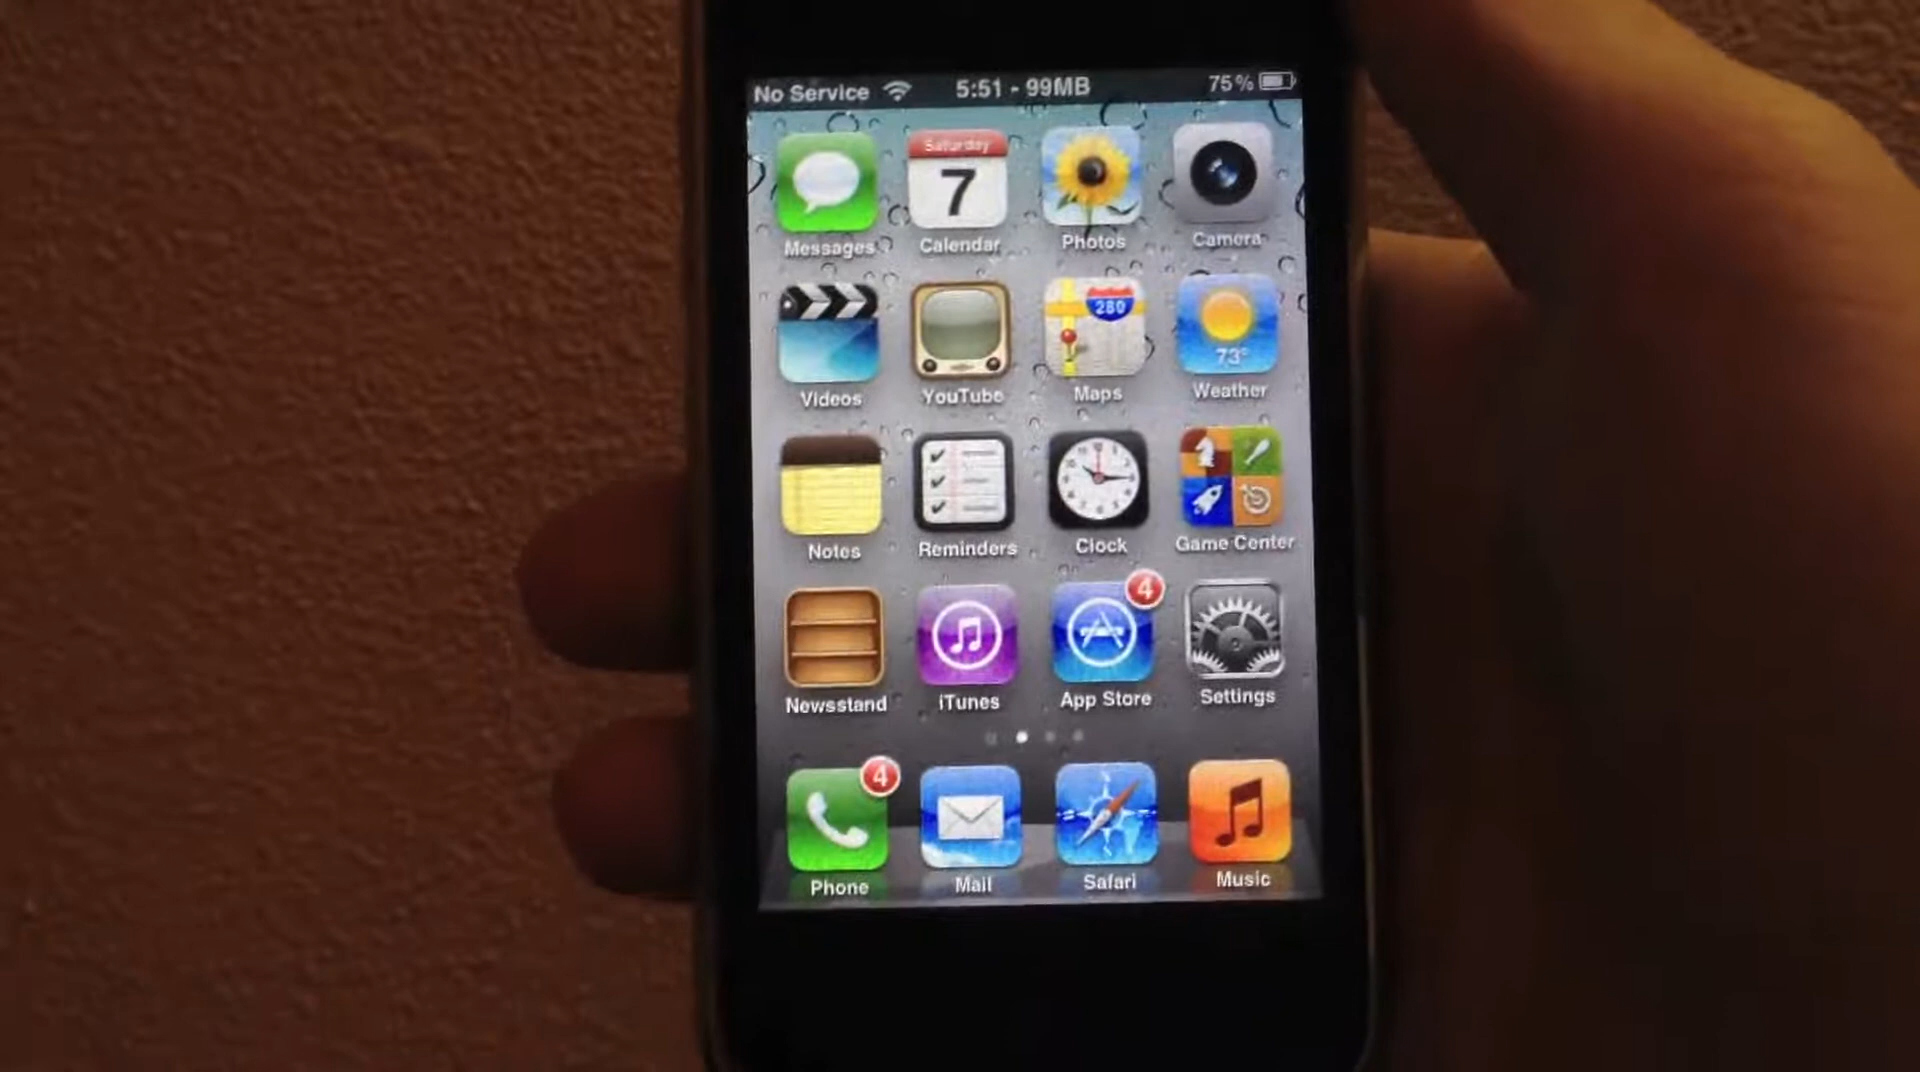 No Service 5:51 - 99MB 75%
Saturday
7
Messages Calendar Photos Camera
280
73°
Videos YouTube Maps Weather
Notes Reminders Clock Game Center
4
Newsstand iTunes App Store Settings
4
Phone Mail Safari Music